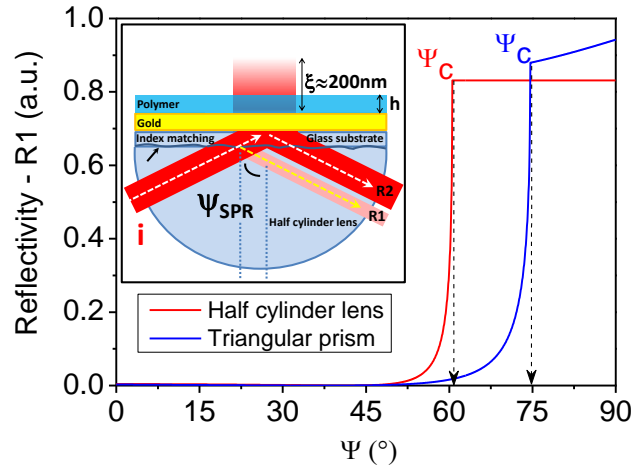 Reflectivity - R1 (a.u.)
1.0
0.8
0.6
0.4
0.2
0.0
0
15
30
45
60
75
90
Ψ (°)
Ψc
Ψc
ξ≈200nm
Polymer
h
Gold
Index matching
Glass substrate
R2
R1
ΨSPR
Half cylinder lens
i
Half cylinder lens
Triangular prism